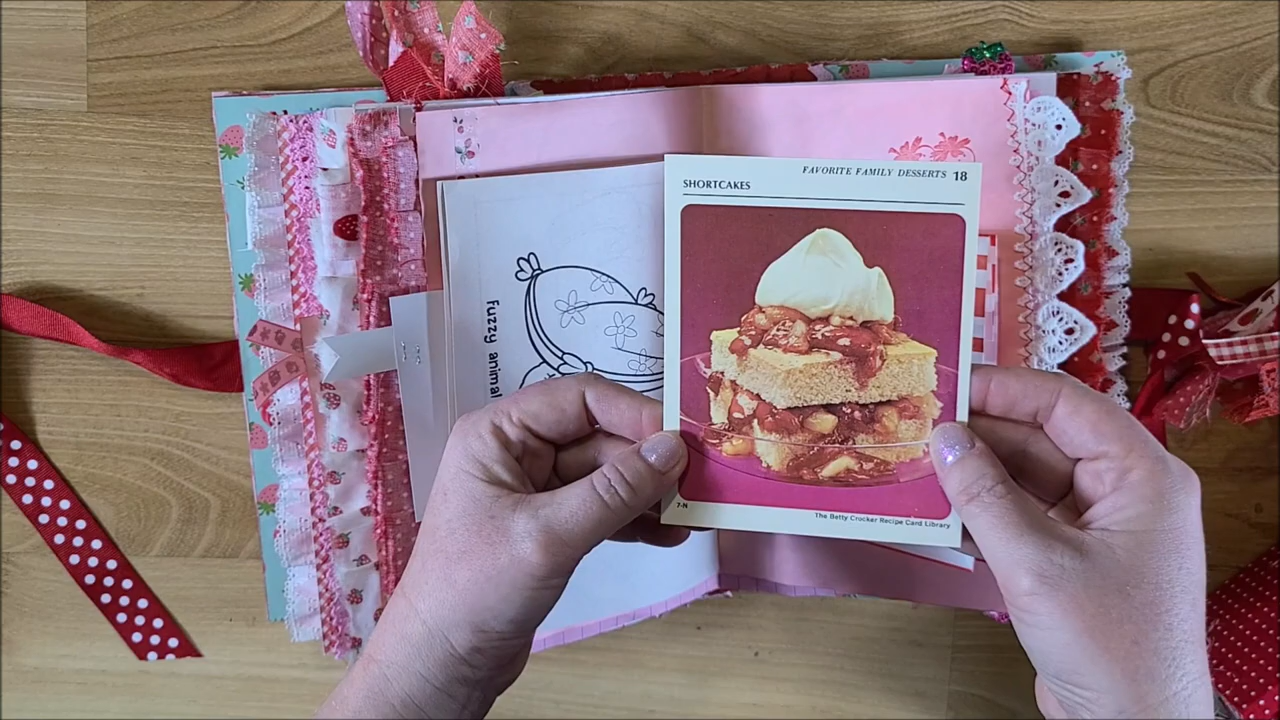 FAVORITE FAMILY DESSERTS 18
SHORTCAKES
7-N
The Betty Crocker Recipe Card Library
fuzzy animal